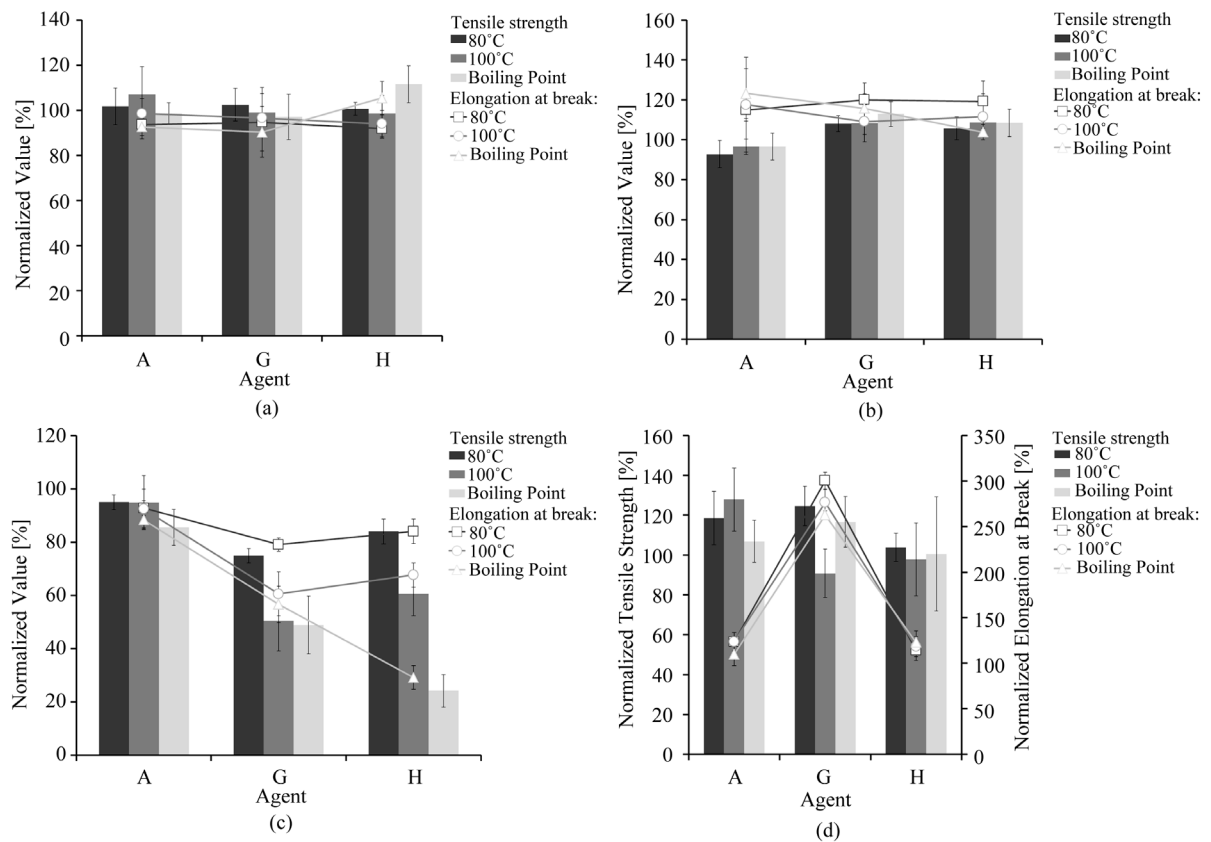 140
120
100
80
60
40
20
0
Normalized Value [%]
A
G
H
Agent
(a)
Tensile strength
80˚C
100˚C
Boiling Point
Elongation at break:
80˚C
100˚C
Boiling Point
160
140
120
100
80
60
40
20
0
Normalized Value [%]
A
G
H
Agent
(b)
Tensile strength
80˚C
100˚C
Boiling Point
Elongation at break:
80˚C
100˚C
Boiling Point
120
100
80
60
40
20
0
Normalized Value [%]
A
G
H
Agent
(c)
Tensile strength
80˚C
100˚C
Boiling Point
Elongation at break:
80˚C
100˚C
Boiling Point
160
140
120
100
80
60
40
20
0
Normalized Tensile Strength [%]
350
300
250
200
150
100
50
0
Normalized Elongation at Break [%]
A
G
H
Agent
(d)
Tensile strength
80˚C
100˚C
Boiling Point
Elongation at break:
80˚C
100˚C
Boiling Point